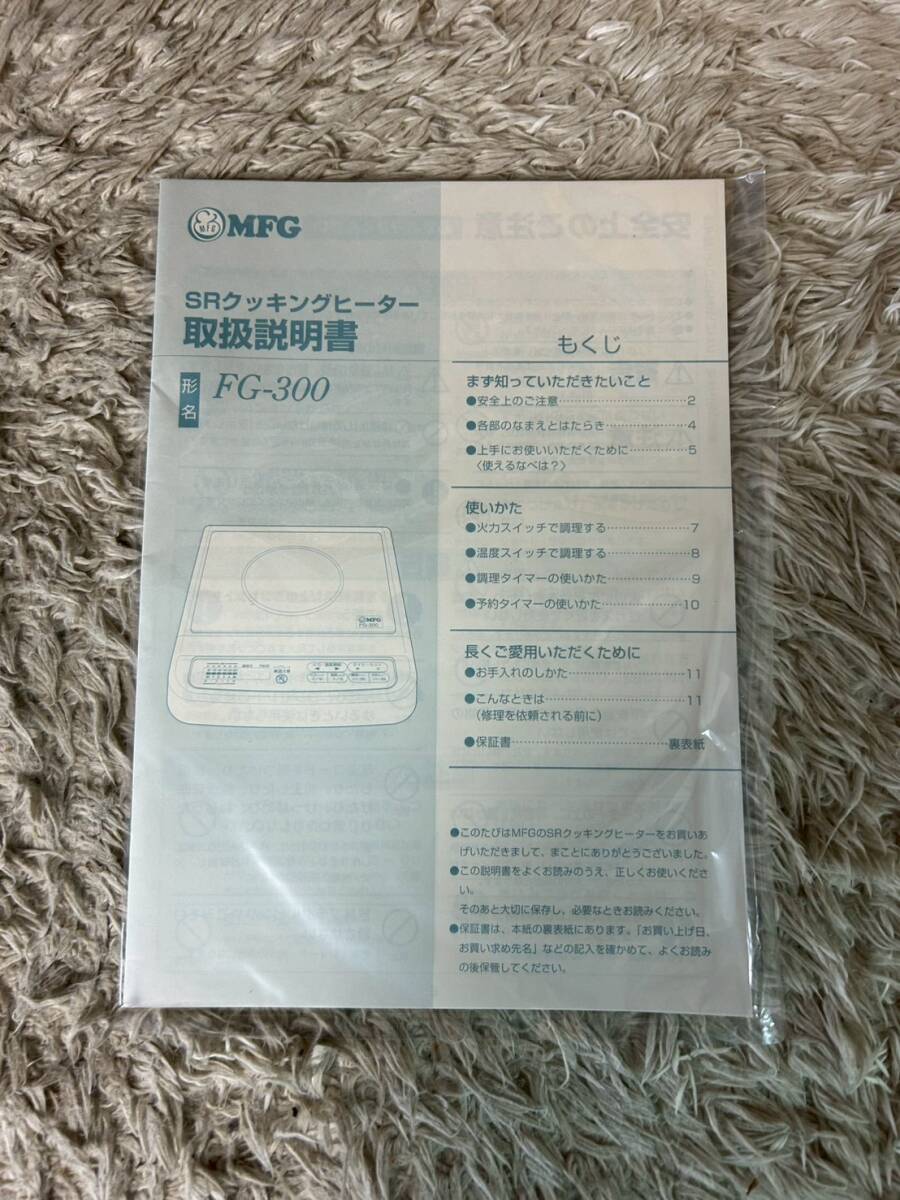 MFG
SRクッキングヒーター
取扱説明書
形名 FG-300
MFG
FG-300
もくじ
まず知っていただきたいこと
●安全上のご注意……………………2
●各部のなまえとはたらき……………4
●上手にお使いいただくために…………5
〈使えるなべは？〉
使いかた
●火力スイッチで調理する……………7
●温度スイッチで調理する……………8
●調理タイマーの使いかた……………9
●予約タイマーの使いかた……………10
長くご愛用いただくために
●お手入れのしかた……………………11
●こんなときは…………………………11
（修理を依頼される前に）
●保証書…………………………裏表紙
●このたびはMFGのSRクッキングヒーターをお買いあ
げいただきまして、まことにありがとうございました。
●この説明書をよくお読みのうえ、正しくお使いくださ
い。
そのあと大切に保存し、必要なときお読みください。
●保証書は、本紙の裏表紙にあります。「お買い上げ日、
お買い求め先名」などの記入を確かめて、よくお読み
の後保管してください。
安全上のご注意